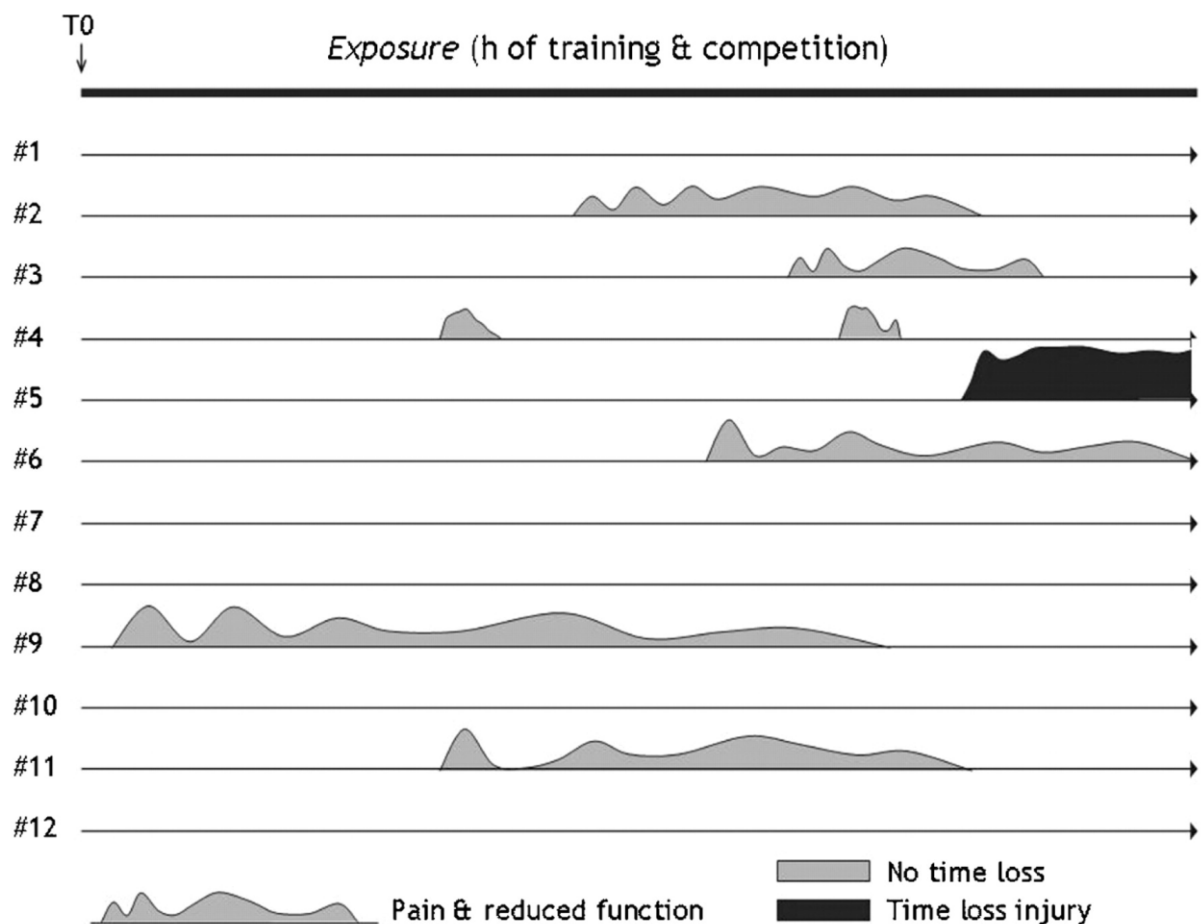 T0
Exposure (h of training & competition)
#1
#2
#3
#4
#5
#6
#7
#8
#9
#10
#11
#12
Pain & reduced function
No time loss
Time loss injury